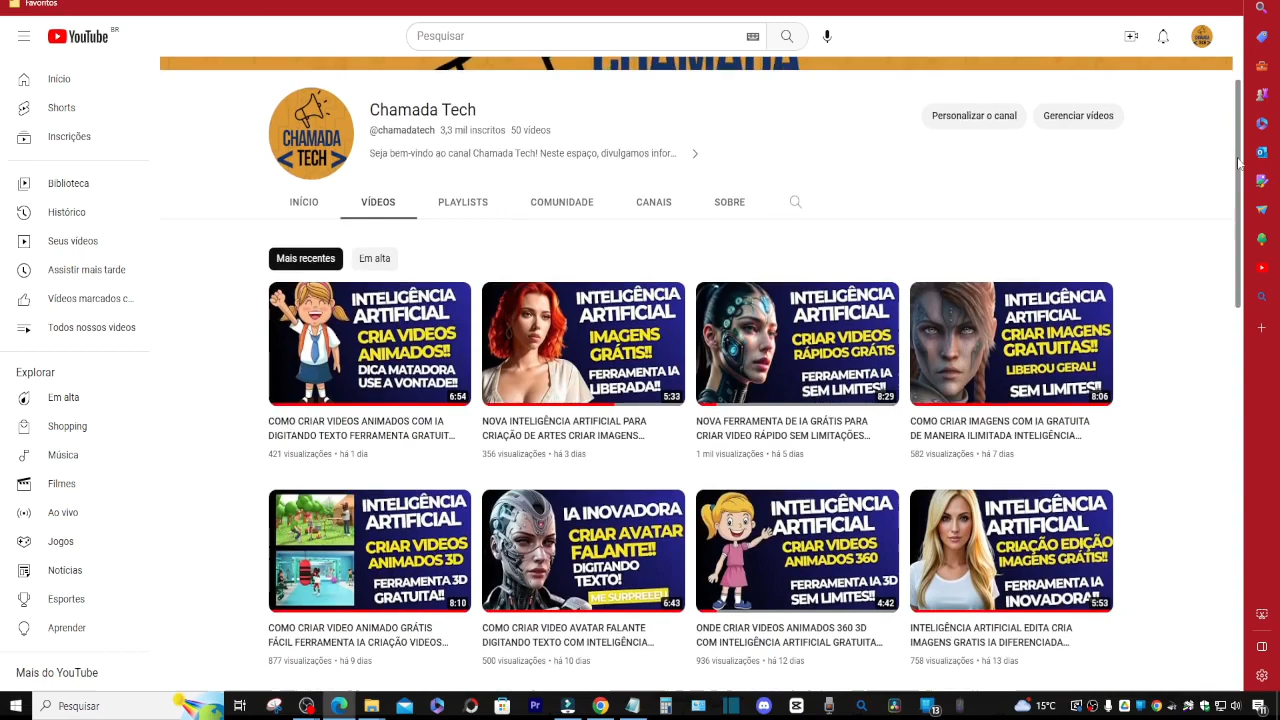 Favoritos
YouTube BR
Pesquisar
Início
Shorts
Inscrições
Biblioteca
Histórico
Seus vídeos
Assistir mais tarde
Vídeos marcados c...
Todos nossos videos
Explorar
Em alta
Shopping
Música
Filmes
Ao vivo
Jogos
Notícias
Esportes
Aprender
Mais do YouTube
CHAMADA
CHAMADA
<TECH>
Chamada Tech
@chamadatech 3,3 mil inscritos 50 vídeos
Seja bem-vindo ao canal Chamada Tech! Neste espaço, divulgamos infor...
Personalizar o canal
Gerenciar vídeos
INÍCIO VÍDEOS PLAYLISTS COMUNIDADE CANAIS SOBRE
Mais recentes
Em alta
INTELIGÊNCIA
ARTIFICIAL
CRIA VIDEOS
ANIMADOS!!
DICA MATADORA
USE A VONTADE!!
6:54
COMO CRIAR VIDEOS ANIMADOS COM IA
DIGITANDO TEXTO FERRAMENTA GRATUIT...
421 visualizações • há 1 dia
INTELIGÊNCIA
ARTIFICIAL
IMAGENS
GRÁTIS!!
FERRAMENTA IA
LIBERADA!!
5:33
NOVA INTELIGÊNCIA ARTIFICIAL PARA
CRIAÇÃO DE ARTES CRIAR IMAGENS...
356 visualizações • há 3 dias
INTELIGÊNCIA
ARTIFICIAL
CRIAR VIDEOS
RÁPIDOS GRÁTIS
FERRAMENTA IA
SEM LIMITES!!
8:29
NOVA FERRAMENTA DE IA GRÁTIS PARA
CRIAR VIDEO RÁPIDO SEM LIMITAÇÕES...
1 mil visualizações • há 5 dias
INTELIGÊNCIA
ARTIFICIAL
CRIAR IMAGENS
GRATUITAS!!
LIBEROU GERAL!
SEM LIMITES!!
8:06
COMO CRIAR IMAGENS COM IA GRATUITA
DE MANEIRA ILIMITADA INTELIGÊNCIA...
582 visualizações • há 7 dias
INTELIGÊNCIA
ARTIFICIAL
CRIAR VIDEOS
ANIMADOS 3D
FERRAMENTA 3D
GRATUITA!!
8:10
COMO CRIAR VIDEO ANIMADO GRÁTIS
FÁCIL FERRAMENTA IA CRIAÇÃO VIDEOS...
877 visualizações • há 9 dias
IA INOVADORA
CRIAR AVATAR
FALANTE!!
DIGITANDO
TEXTO!
ME SURPREEEN
6:43
COMO CRIAR VIDEO AVATAR FALANTE
DIGITANDO TEXTO COM INTELIGÊNCIA...
500 visualizações • há 10 dias
INTELIGÊNCIA
ARTIFICIAL
CRIAR VIDEOS
ANIMADOS 360
FERRAMENTA IA 3D
SEM LIMITES!!
4:42
ONDE CRIAR VIDEOS ANIMADOS 360 3D
COM INTELIGÊNCIA ARTIFICIAL GRATUITA...
936 visualizações • há 12 dias
INTELIGÊNCIA
ARTIFICIAL
CRIAÇÃO EDIÇÃO
IMAGENS GRÁTIS!!
FERRAMENTA IA
INOVADORA!!
5:53
INTELIGÊNCIA ARTIFICIAL EDITA CRIA
IMAGENS GRATIS IA DIFERENCIADA...
758 visualizações • há 13 dias
Pesquisar
Pr
13
15°C